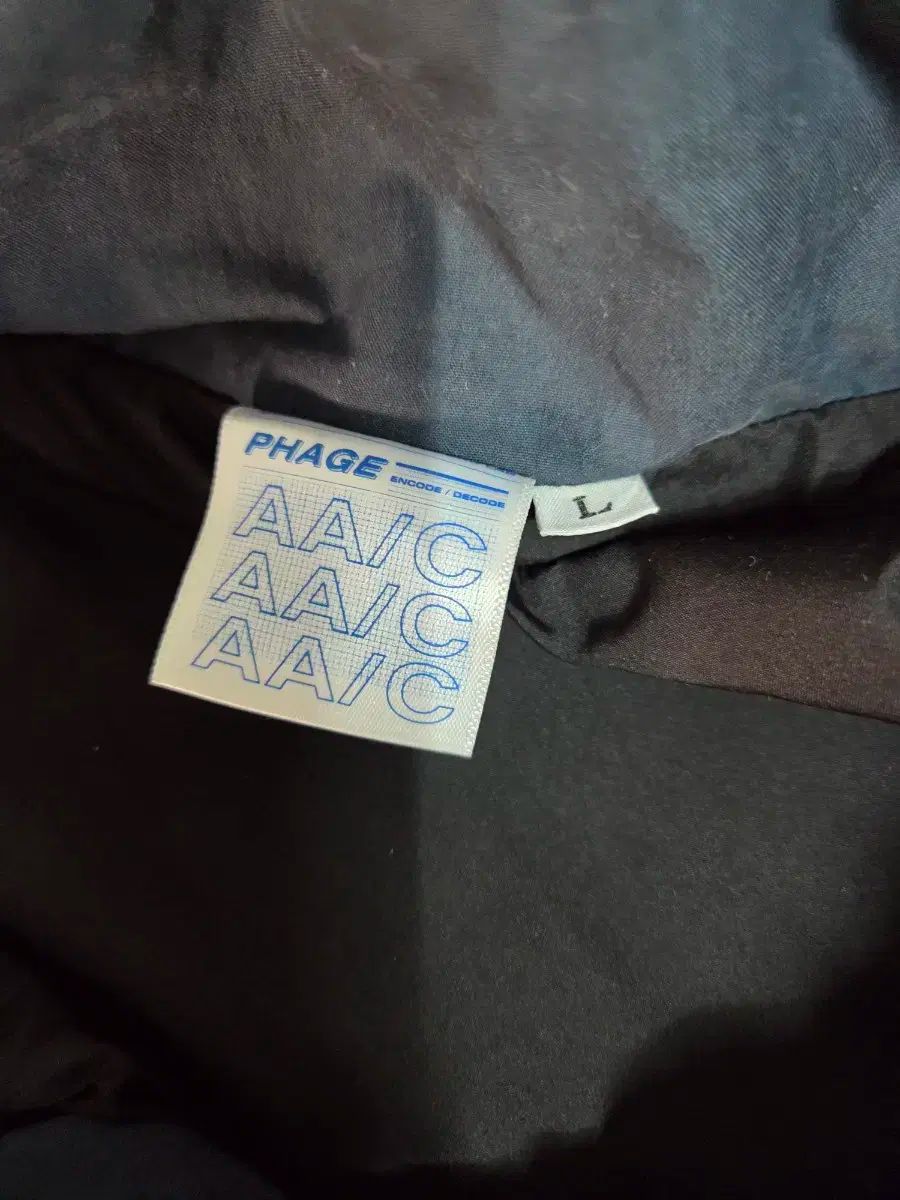 PHAGE
ENCODE / DECODE
AA/C
AA/C
AA/C
L